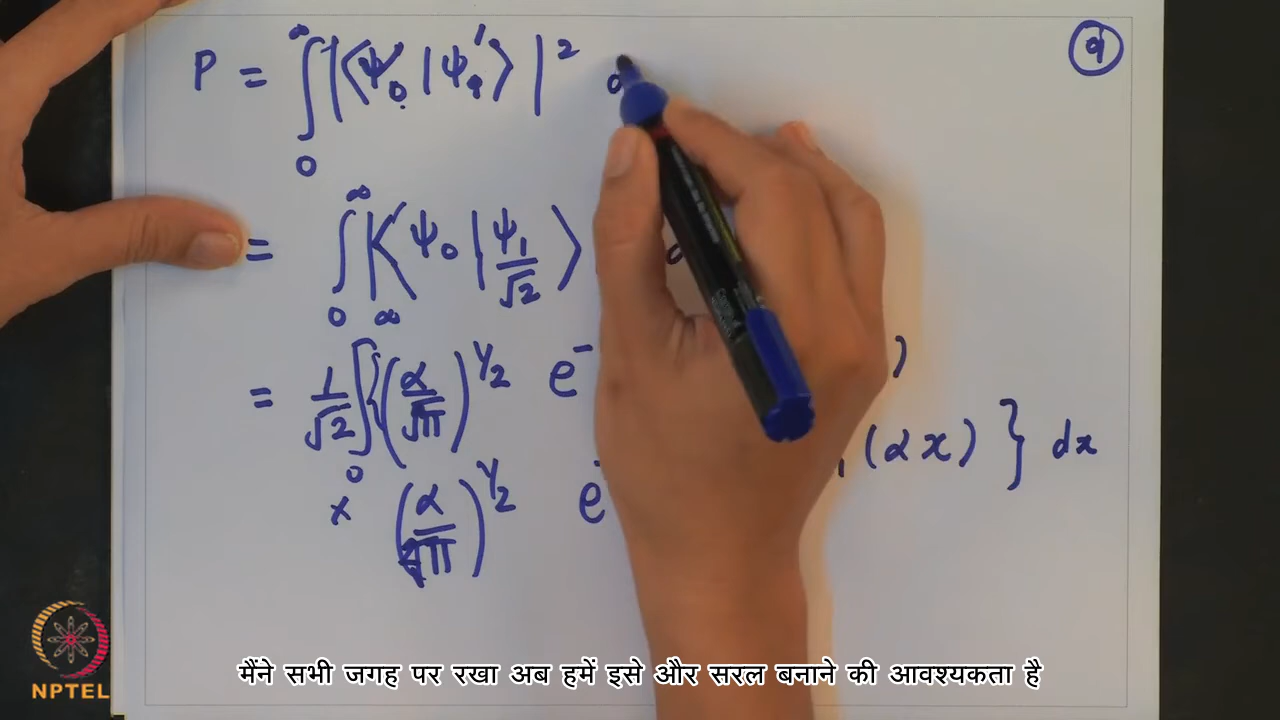 9
P = ∫₀^∞ |⟨ψ₀ | ψ₀'⟩|²
= ∫₀^∞ |⟨ψ₀ | ψ₁/√2⟩
= 1/√2 ∫₀^∞ {(α/√π)^{1/2} e^-
× (α/√π)^{1/2} e^- (αx) } dx
मैंने सभी जगह पर रखा अब हमें इसे और सरल बनाने की आवश्यकता है
NPTEL